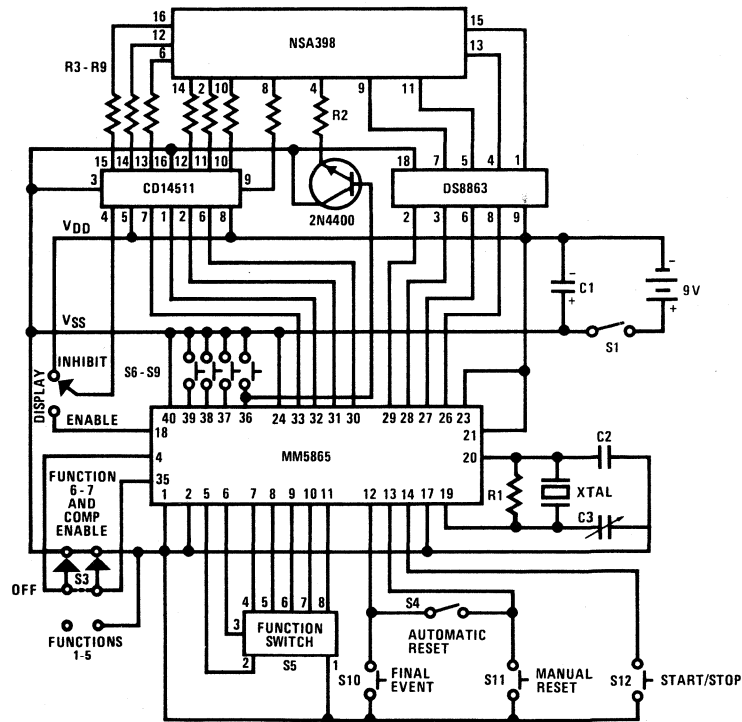 16 15
12 NSA398 13
6
R3 - R9
14 2 10 8 4 9 11
R2
15 14 13 16 12 11 10 18 7 5 4 1
3 CD14511 9 DS8863
4 5 7 1 2 6 8 2N4400 2 3 6 8 9
VDD
− −
C1 9V
+ +
VSS
S1
INHIBIT
S6 - S9
DISPLAY
ENABLE
40 39 38 37 36 24 33 32 31 30 29 28 27 26 23
18 21
4 MM5865 20
35
C2
FUNCTION
6-7
AND
COMP
ENABLE
1 2 5 6 7 8 9 10 11 12 13 14 17 19
R1 XTAL
C3
OFF S3
FUNCTIONS
1-5
4 5 6 7 8
3 FUNCTION
SWITCH
2 S5 1
S4
AUTOMATIC
RESET
S10 FINAL
EVENT
S11 MANUAL
RESET
S12 START/STOP